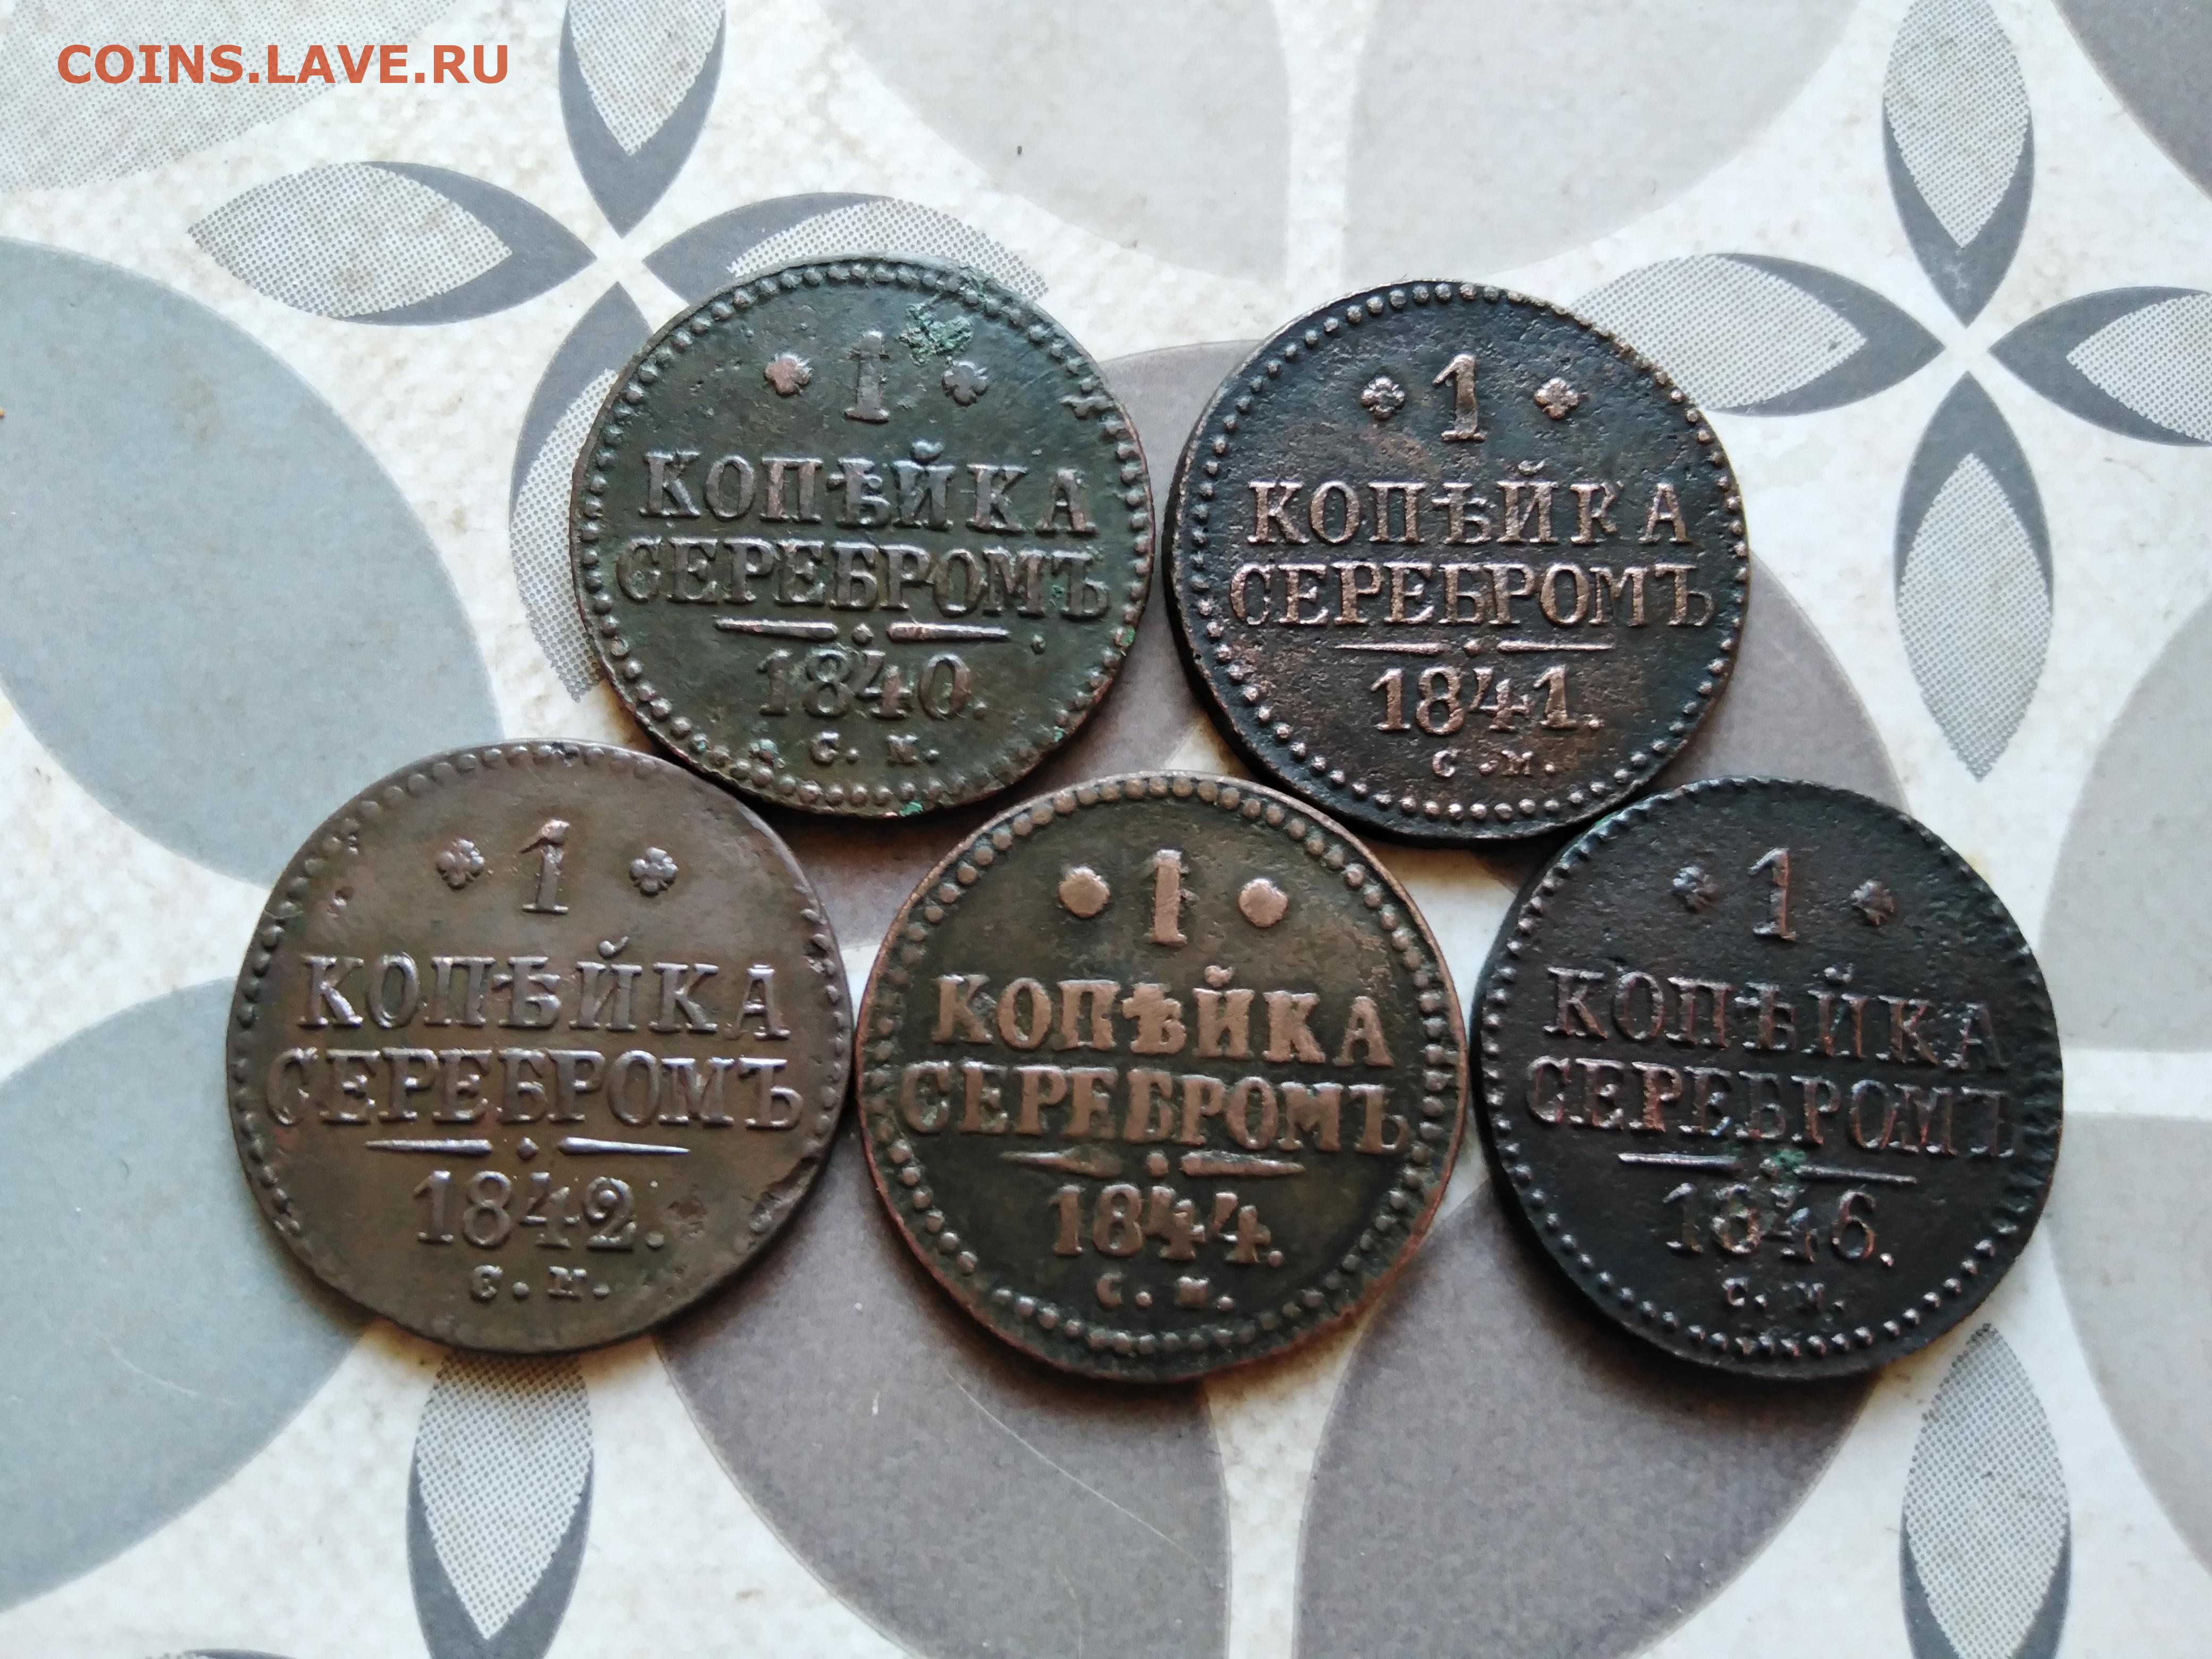 COINS.LAVE.RU
1
КОПѢЙКА
СЕРЕБРОМЪ
1840.
С. М.
1
КОПѢЙКА
СЕРЕБРОМЪ
1841.
С. М.
1
КОПѢЙКА
СЕРЕБРОМЪ
1842.
С. М.
1
КОПѢЙКА
СЕРЕБРОМЪ
1844.
С. М.
1
КОПѢЙКА
СЕРЕБРОМЪ
1846.
С. М.